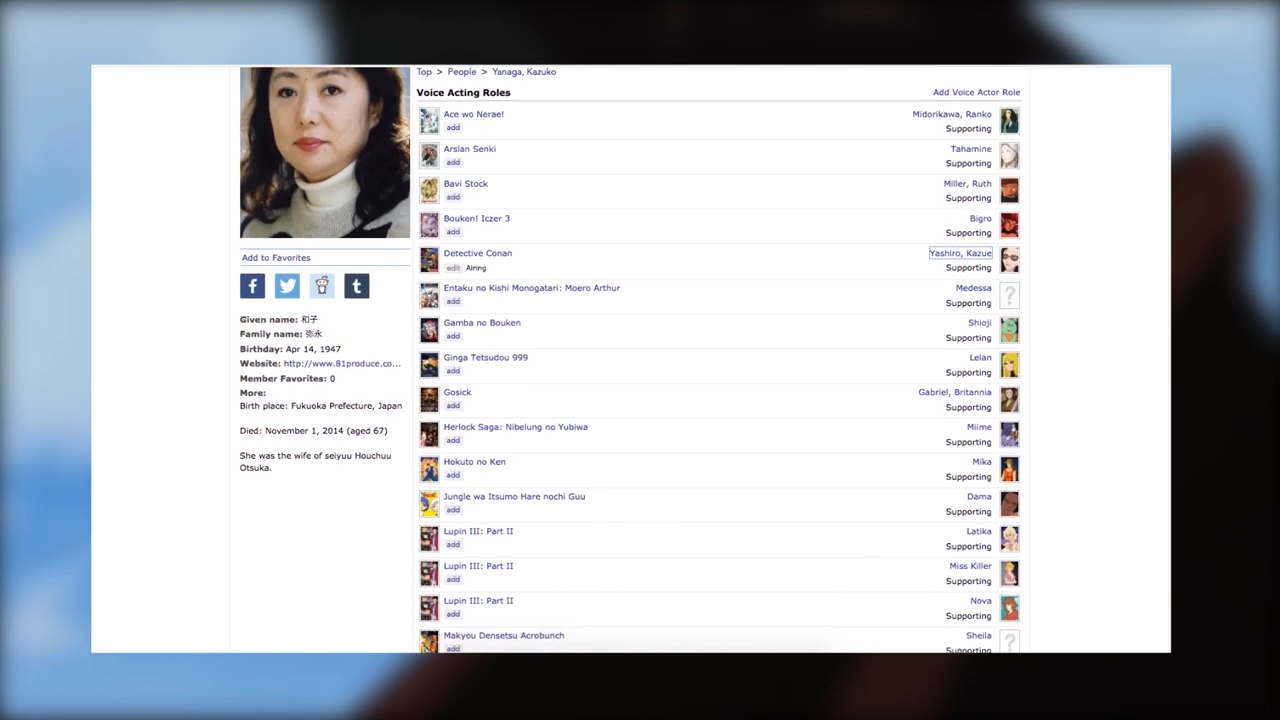 Top > People > Yanaga, Kazuko
Voice Acting Roles
Add Voice Actor Role
Ace wo Nerae!
add
Midorikawa, Ranko
Supporting
Arslan Senki
add
Tahamine
Supporting
Bavi Stock
add
Miller, Ruth
Supporting
Bouken! Iczer 3
add
Bigro
Supporting
Detective Conan
edit Airing
Yashiro, Kazue
Supporting
Entaku no Kishi Monogatari: Moero Arthur
add
Medessa
Supporting
Gamba no Bouken
add
Shioji
Supporting
Ginga Tetsudou 999
add
Lelan
Supporting
Gosick
add
Gabriel, Britannia
Supporting
Herlock Saga: Nibelung no Yubiwa
add
Miime
Supporting
Hokuto no Ken
add
Mika
Supporting
Jungle wa Itsumo Hare nochi Guu
add
Dama
Supporting
Lupin III: Part II
add
Latika
Supporting
Lupin III: Part II
add
Miss Killer
Supporting
Lupin III: Part II
add
Nova
Supporting
Makyou Densetsu Acrobunch
add
Sheila
Supporting
Add to Favorites
Given name: 和子
Family name: 弥永
Birthday: Apr 14, 1947
Website: http://www.81produce.co...
Member Favorites: 0
More:
Birth place: Fukuoka Prefecture, Japan
Died: November 1, 2014 (aged 67)
She was the wife of seiyuu Houchuu
Otsuka.